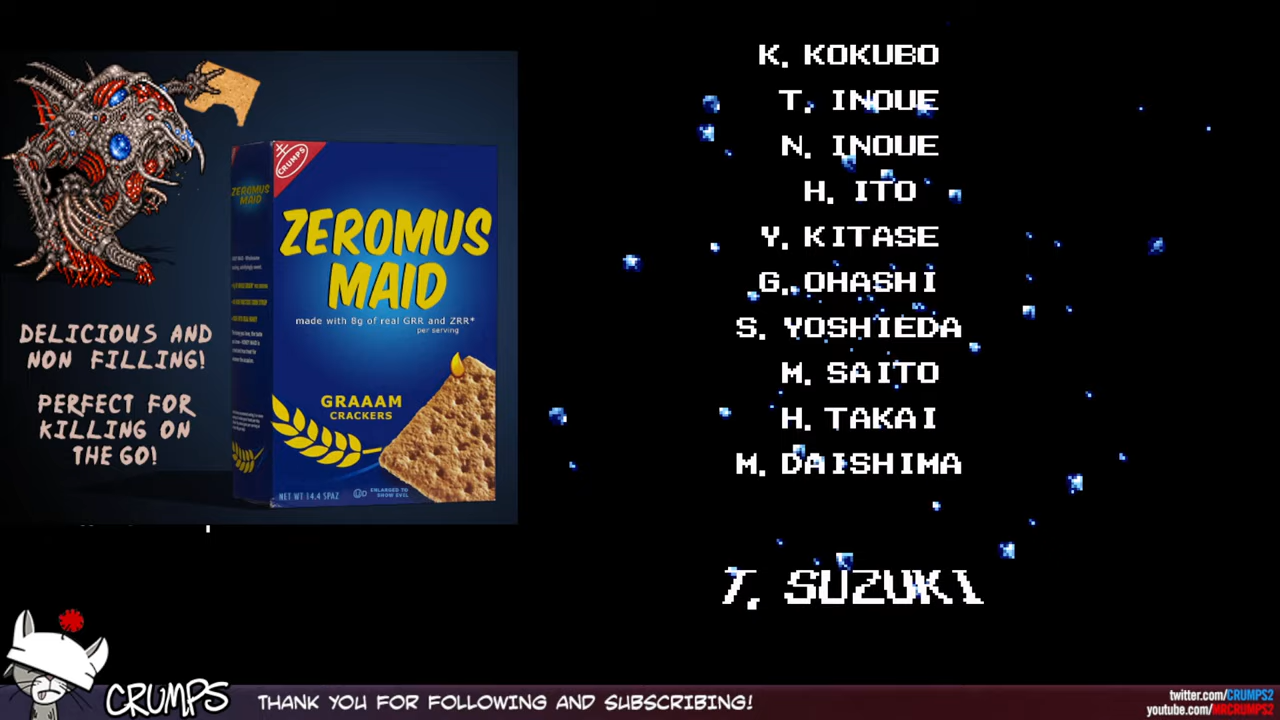 CRUMPS
ZEROMUS
MAID
ZEROMUS
MAID
made with 8g of real GRR and ZRR*
per serving
GRAAAM
CRACKERS
NET WT 14.4 SPAZ
ENLARGED TO
SHOW EVIL
DELICIOUS AND
NON FILLING!
PERFECT FOR
KILLING ON
THE GO!
K. KOKUBO
T. INOUE
N. INOUE
H. ITO
Y. KITASE
G. OHASHI
S. YOSHIEDA
M. SAITO
H. TAKAI
M. DAISHIMA
T. SUZUKI
CRUMPS
THANK YOU FOR FOLLOWING AND SUBSCRIBING!
twitter.com/CRUMPS2
youtube.com/MRCRUMPS2